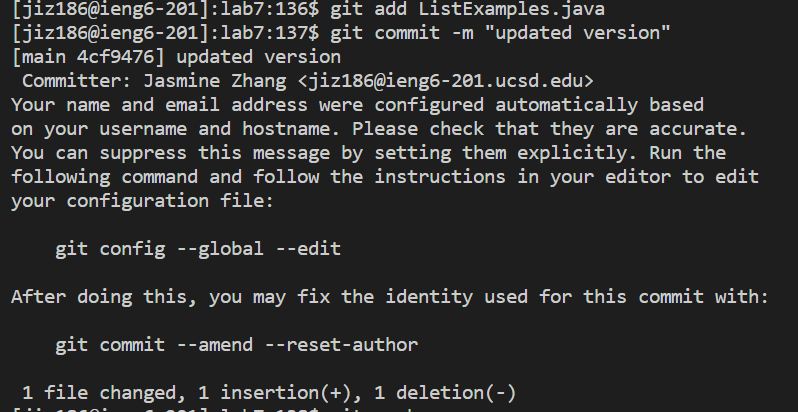 [jiz186@ieng6-201]:lab7:136$ git add ListExamples.java
[jiz186@ieng6-201]:lab7:137$ git commit -m "updated version"
[main 4cf9476] updated version
 Committer: Jasmine Zhang <jiz186@ieng6-201.ucsd.edu>
Your name and email address were configured automatically based
on your username and hostname. Please check that they are accurate.
You can suppress this message by setting them explicitly. Run the
following command and follow the instructions in your editor to edit
your configuration file:

    git config --global --edit

After doing this, you may fix the identity used for this commit with:

    git commit --amend --reset-author

 1 file changed, 1 insertion(+), 1 deletion(-)